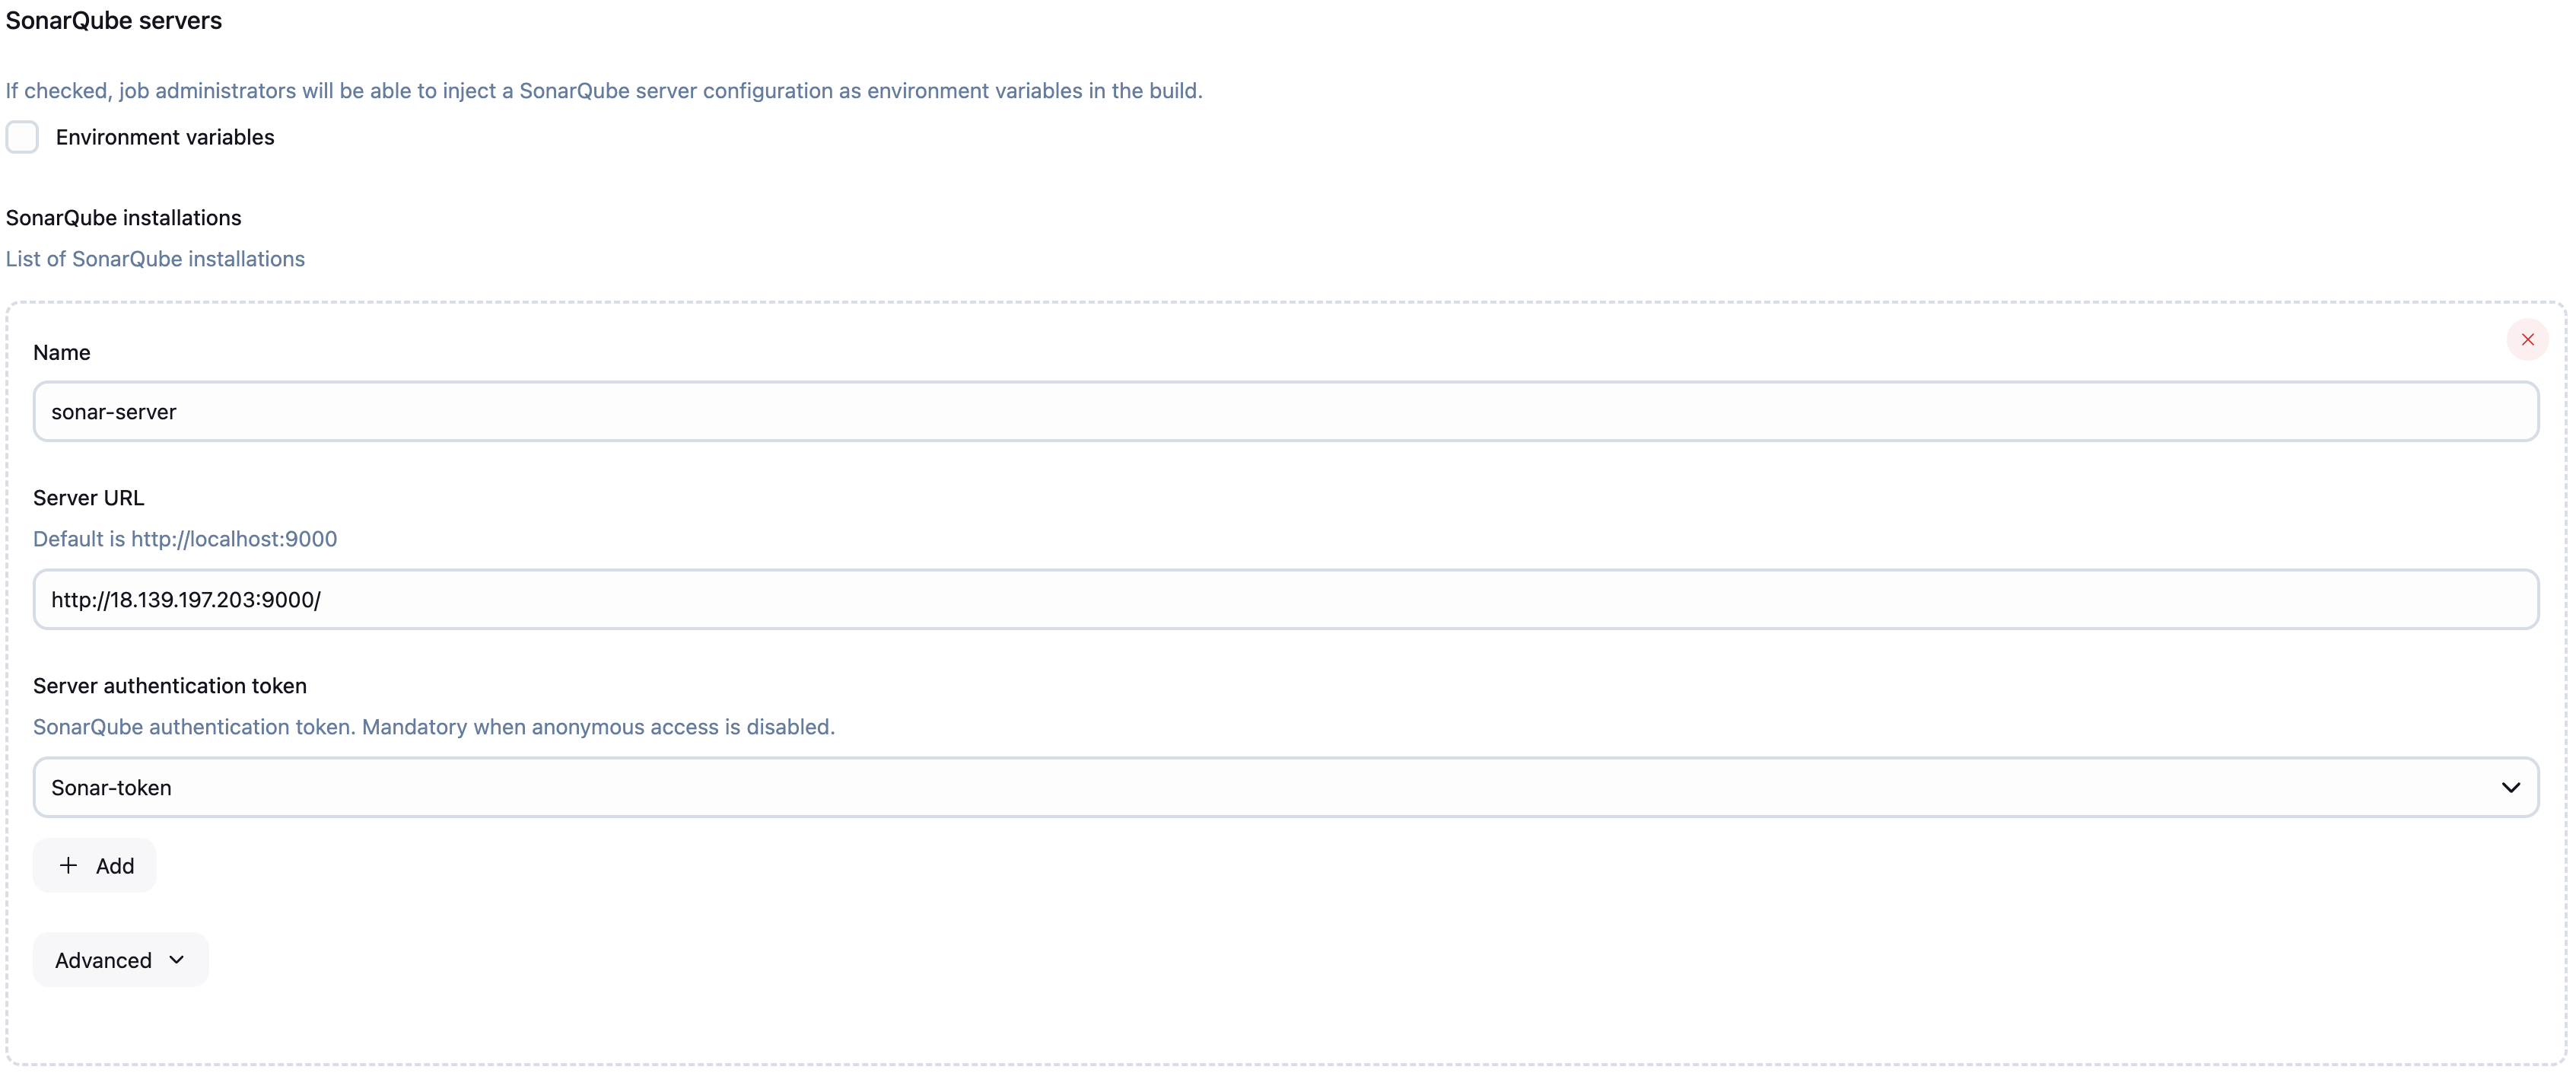 SonarQube servers
If checked, job administrators will be able to inject a SonarQube server configuration as environment variables in the build.
Environment variables
SonarQube installations
List of SonarQube installations
Name
sonar-server
Server URL
Default is http://localhost:9000
http://18.139.197.203:9000/
Server authentication token
SonarQube authentication token. Mandatory when anonymous access is disabled.
Sonar-token
Add
Advanced